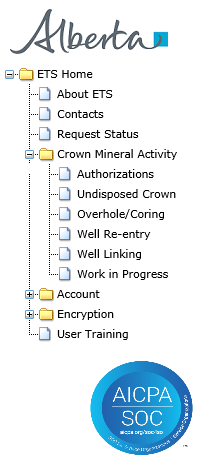 Alberta
ETS Home
About ETS
Contacts
Request Status
Crown Mineral Activity
Authorizations
Undisposed Crown
Overhole/Coring
Well Re-entry
Well Linking
Work in Progress
Account
Encryption
User Training
AICPA
SOC